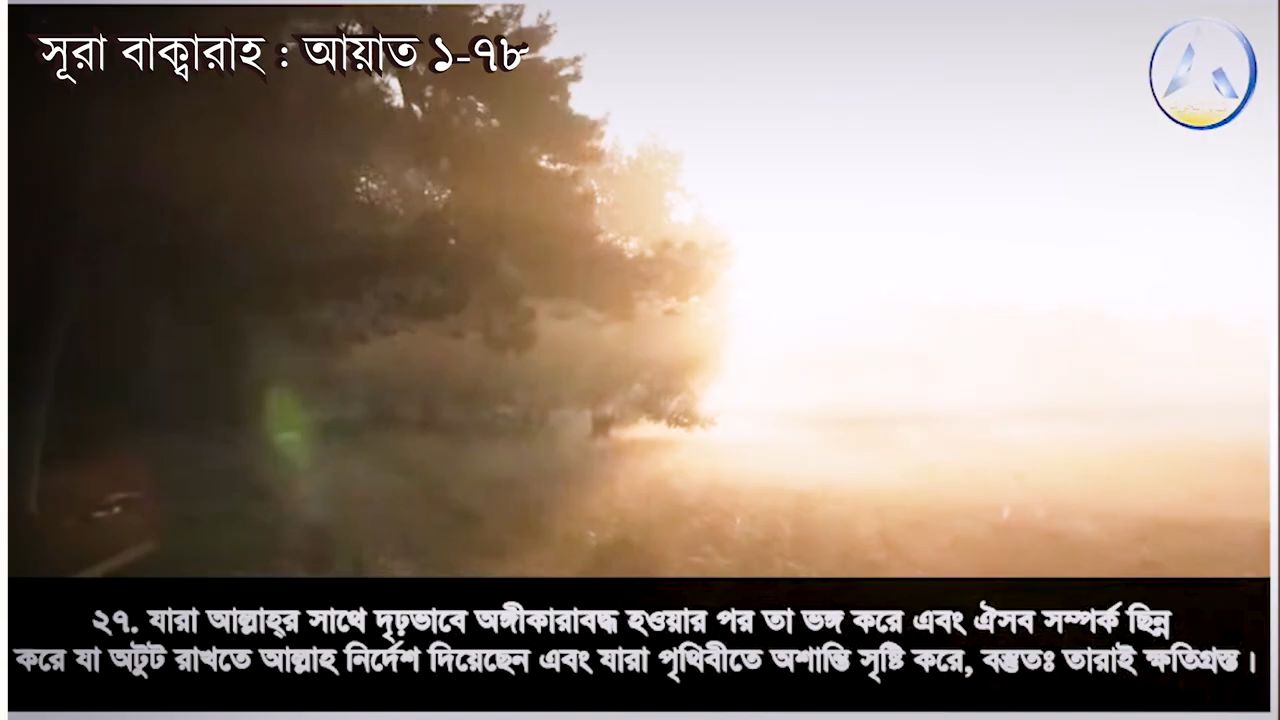 সূরা বাক্বারাহ : আয়াত ১-৭৮
২৭. যারা আল্লাহ্‌র সাথে দৃঢ়ভাবে অঙ্গীকারাবদ্ধ হওয়ার পর তা ভঙ্গ করে এবং ঐসব সম্পর্ক ছিন্ন
করে যা অটুট রাখতে আল্লাহ নির্দেশ দিয়েছেন এবং যারা পৃথিবীতে অশান্তি সৃষ্টি করে, বস্তুতঃ তারাই ক্ষতিগ্রস্ত।